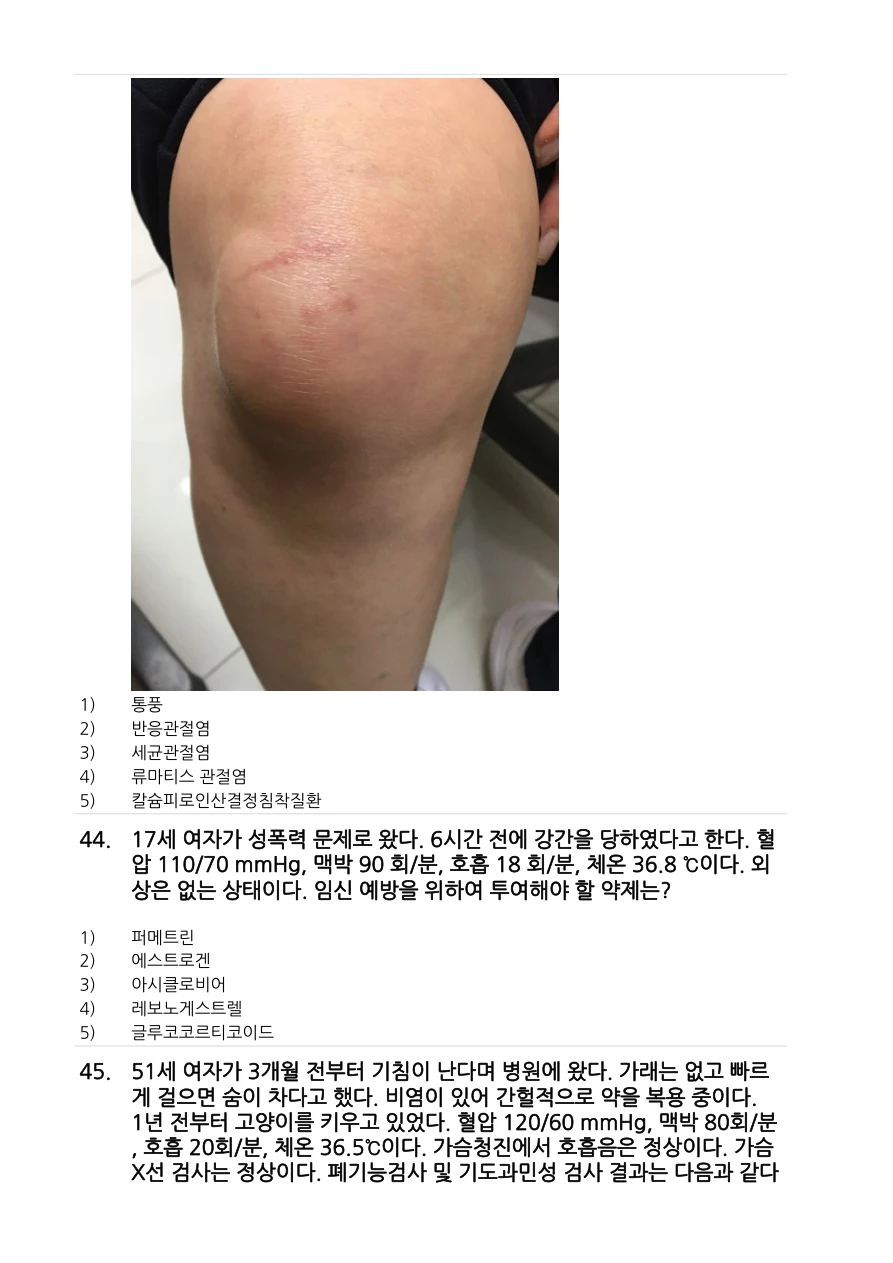 1) 통풍
2) 반응관절염
3) 세균관절염
4) 류마티스 관절염
5) 칼슘피로인산결정침착질환
44. 17세 여자가 성폭력 문제로 왔다. 6시간 전에 강간을 당하였다고 한다. 혈
압 110/70 mmHg, 맥박 90 회/분, 호흡 18 회/분, 체온 36.8 ℃이다. 외
상은 없는 상태이다. 임신 예방을 위하여 투여해야 할 약제는?
1) 퍼메트린
2) 에스트로겐
3) 아시클로비어
4) 레보노게스트렐
5) 글루코코르티코이드
45. 51세 여자가 3개월 전부터 기침이 난다며 병원에 왔다. 가래는 없고 빠르
게 걸으면 숨이 차다고 했다. 비염이 있어 간헐적으로 약을 복용 중이다.
1년 전부터 고양이를 키우고 있었다. 혈압 120/60 mmHg, 맥박 80회/분
, 호흡 20회/분, 체온 36.5℃이다. 가슴청진에서 호흡음은 정상이다. 가슴
X선 검사는 정상이다. 폐기능검사 및 기도과민성 검사 결과는 다음과 같다